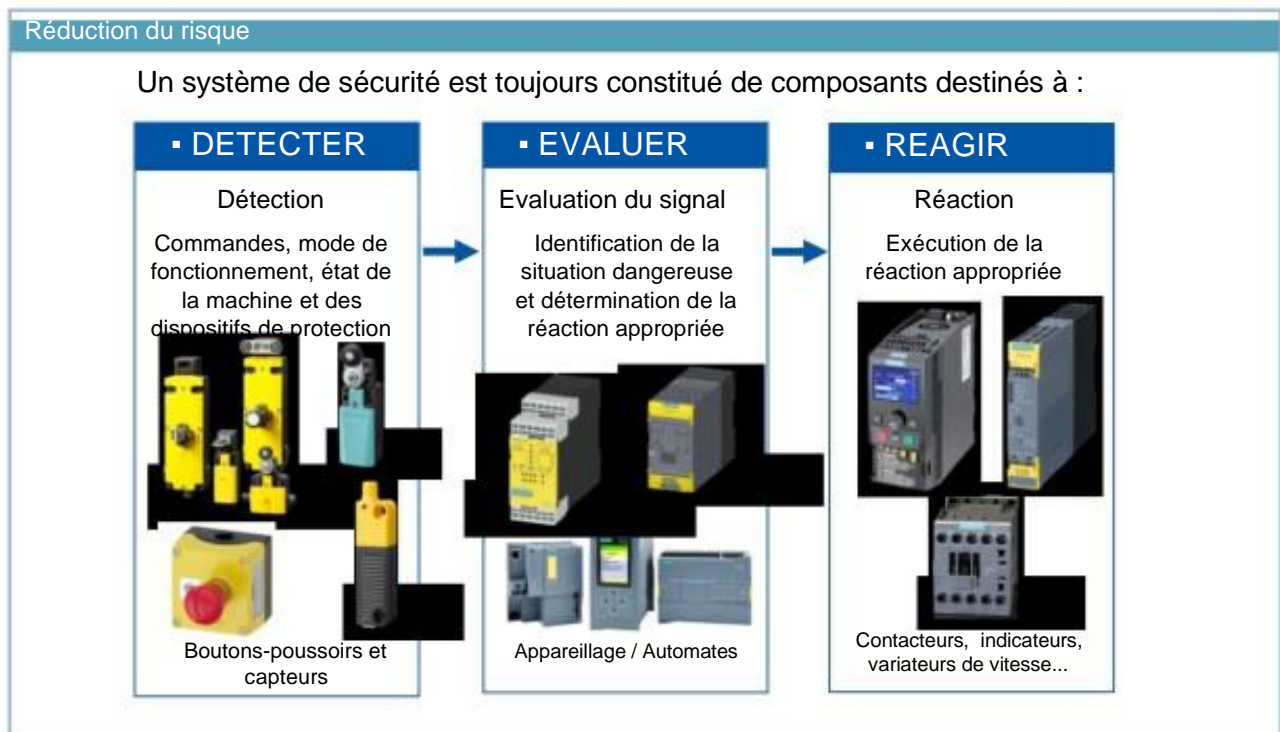 Réduction du risque
Un système de sécurité est toujours constitué de composants destinés à :
▪ DETECTER
Détection
Commandes, mode de
fonctionnement, état de
la machine et des
dispositifs de protection
Boutons-poussoirs et
capteurs
▪ EVALUER
Evaluation du signal
Identification de la
situation dangereuse
et détermination de la
réaction appropriée
Appareillage / Automates
▪ REAGIR
Réaction
Exécution de la
réaction appropriée
Contacteurs, indicateurs,
variateurs de vitesse...